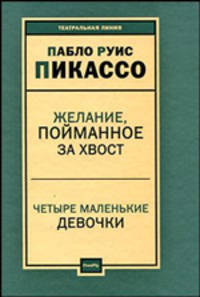 ТЕАТРАЛЬНАЯ ЛИНИЯ
ПАБЛО РУИС
ПИКАССО
ЖЕЛАНИЕ,
ПОЙМАННОЕ
ЗА ХВОСТ
ЧЕТЫРЕ МАЛЕНЬКИЕ
ДЕВОЧКИ